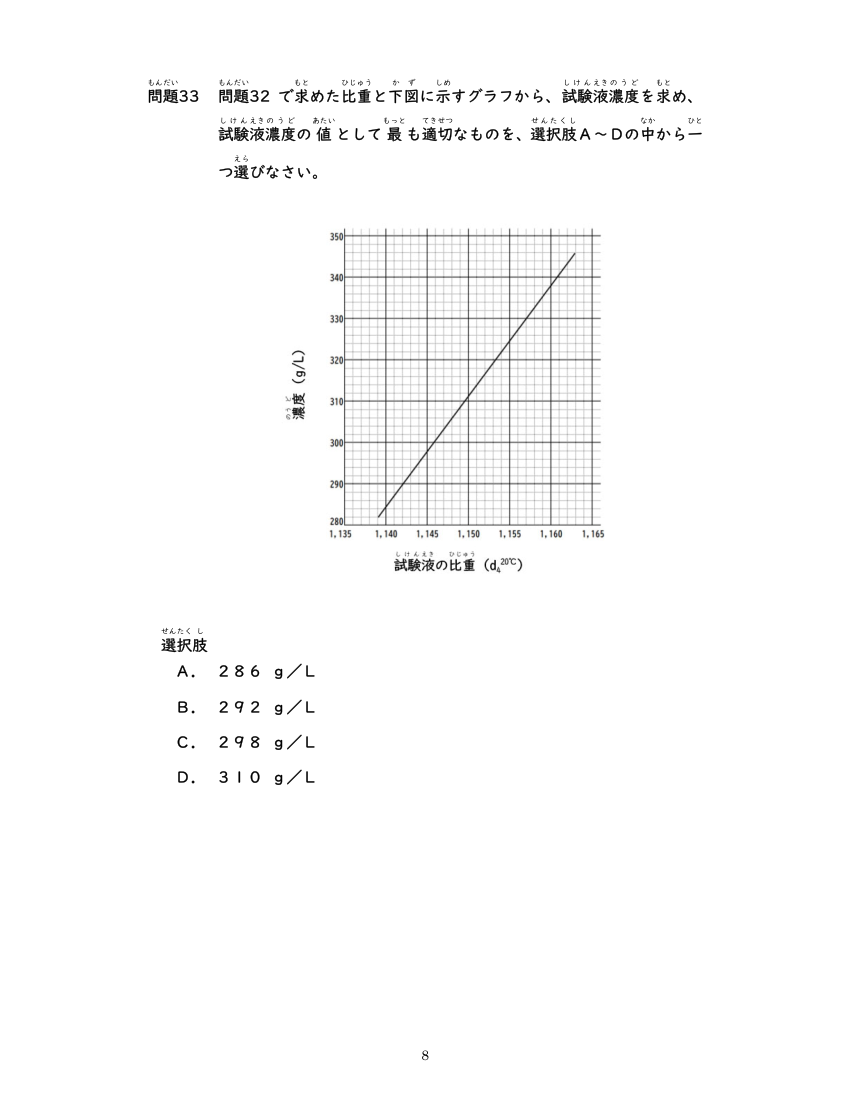 もんだい もんだい もと ひじゅう か ず しめ しけんえきのうど もと
問題33 問題32 で求めた比重と下図に示すグラフから、試験液濃度を求め、
しけんえきのうど あたい もっと てきせつ せんたくし なか ひと
試験液濃度の値として最も適切なものを、選択肢A～Dの中から一
えら
つ選びなさい。
350
340
330
320
310
300
290
280
のうど
濃度（g/L）
1,135 1,140 1,145 1,150 1,155 1,160 1,165
しけんえき ひじゅう
試験液の比重（d₄²⁰℃）
せんたくし
選択肢
A． 286 g／L
B． 292 g／L
C． 298 g／L
D． 310 g／L
8